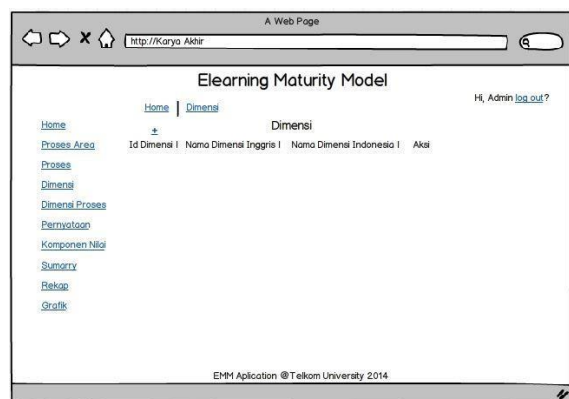 A Web Page
http://Karya Akhir
Elearning Maturity Model
Hi, Admin log out?
Home | Dimensi
Home
Proses Area
Proses
Dimensi
Dimensi Proses
Pernyataan
Komponen Nilai
Sumarry
Rekap
Grafik
+ Dimensi
Id Dimensi | Nama Dimensi Inggris | Nama Dimensi Indonesia | Aksi
EMM Aplication @Telkom University 2014